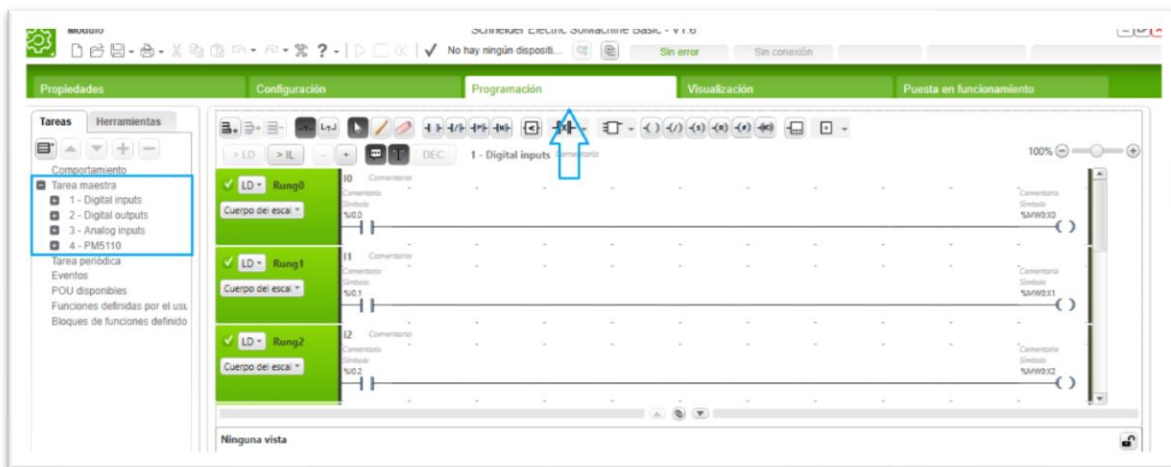 Modulo
Schneider Electric SoMachine Basic - V1.6
No hay ningún dispositi...
Sin error
Sin conexión
Propiedades
Configuración
Programación
Visualización
Puesta en funcionamiento
Tareas
Herramientas
Comportamiento
Tarea maestra
1 - Digital inputs
2 - Digital outputs
3 - Analog inputs
4 - PM5110
Tarea periódica
Eventos
POU disponibles
Funciones definidas por el usu
Bloques de funciones definido
> LD
> IL
-
+
DEC
1 - Digital inputs
Comentario
100%
LD
Rung0
Cuerpo del escal
I0
Comentario
Comentario
Símbolo
%I0.0
Comentario
Símbolo
%MW0:X0
LD
Rung1
Cuerpo del escal
I1
Comentario
Comentario
Símbolo
%I0.1
Comentario
Símbolo
%MW0:X1
LD
Rung2
Cuerpo del escal
I2
Comentario
Comentario
Símbolo
%I0.2
Comentario
Símbolo
%MW0:X2
Ninguna vista